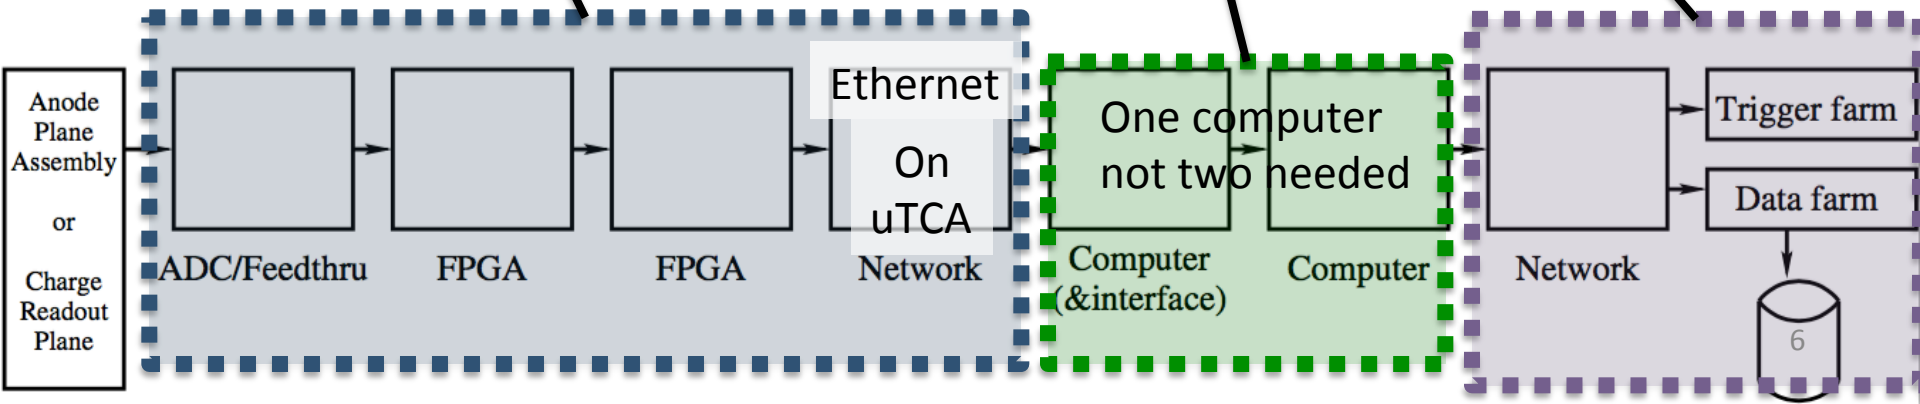 Anode
Plane
Assembly
or
Charge
Readout
Plane
ADC/Feedthru
FPGA
FPGA
Ethernet
On
uTCA
Network
One computer
not two needed
Computer
(&interface)
Computer
Network
Trigger farm
Data farm
6